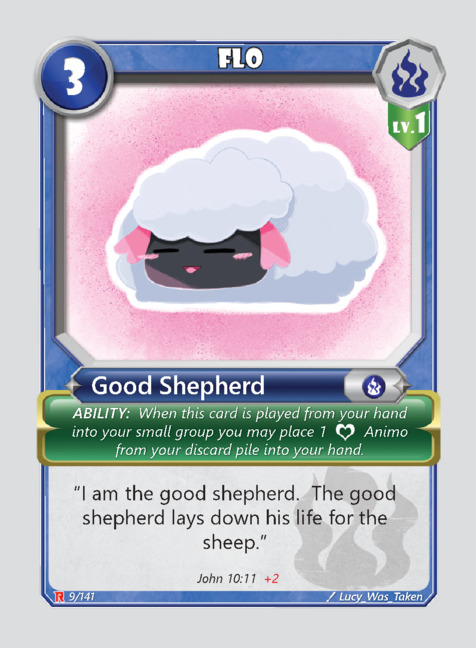 FLO
3
LV.1
Good Shepherd
ABILITY: When this card is played from your hand
into your small group you may place 1 Animo
from your discard pile into your hand.
"I am the good shepherd. The good
shepherd lays down his life for the
sheep."
John 10:11 +2
R 9/141
Lucy_Was_Taken